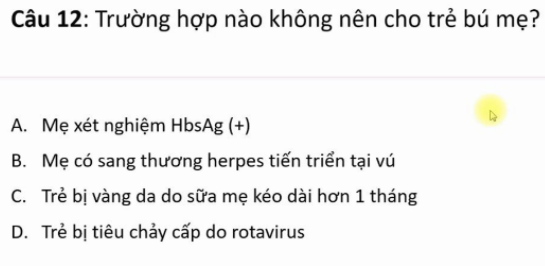 Câu 12: Trường hợp nào không nên cho trẻ bú mẹ?
A. Mẹ xét nghiệm HbsAg (+)
B. Mẹ có sang thương herpes tiến triển tại vú
C. Trẻ bị vàng da do sữa mẹ kéo dài hơn 1 tháng
D. Trẻ bị tiêu chảy cấp do rotavirus